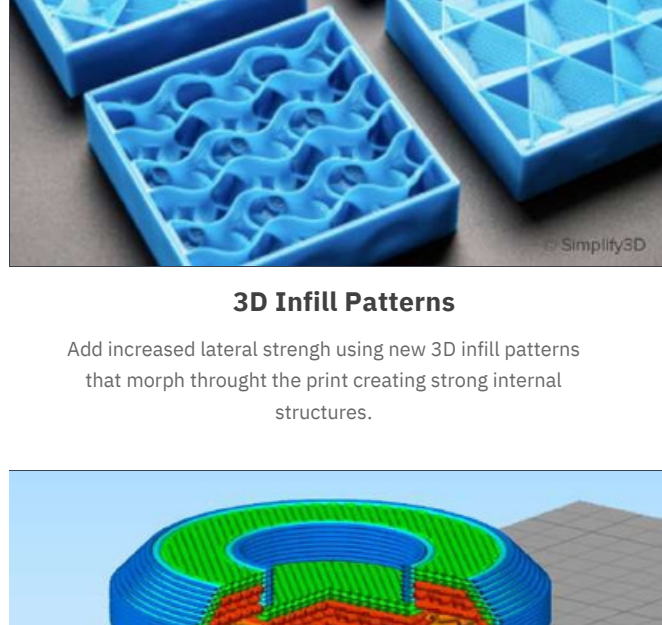 © Simplify3D
3D Infill Patterns
Add increased lateral strengh using new 3D infill patterns
that morph throught the print creating strong internal
structures.